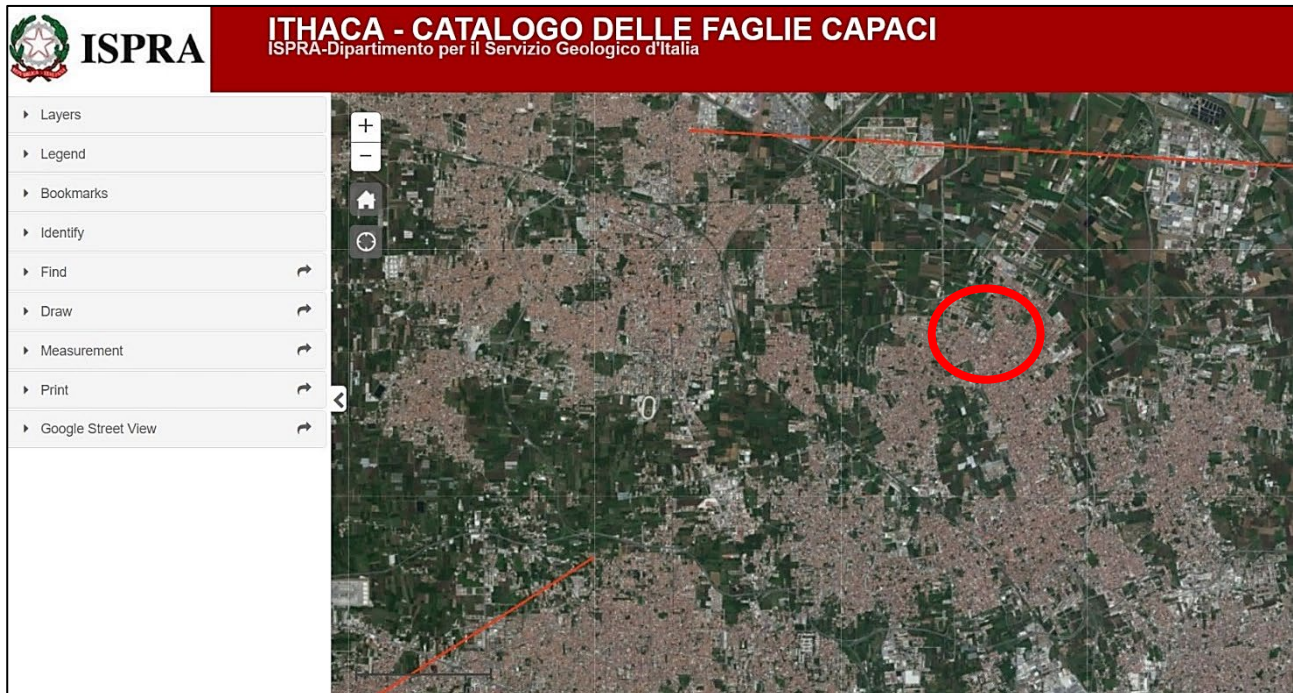 ISPRA
ITHACA - CATALOGO DELLE FAGLIE CAPACI
ISPRA-Dipartimento per il Servizio Geologico d'Italia
Layers
Legend
Bookmarks
Identify
Find
Draw
Measurement
Print
Google Street View
+
−
0